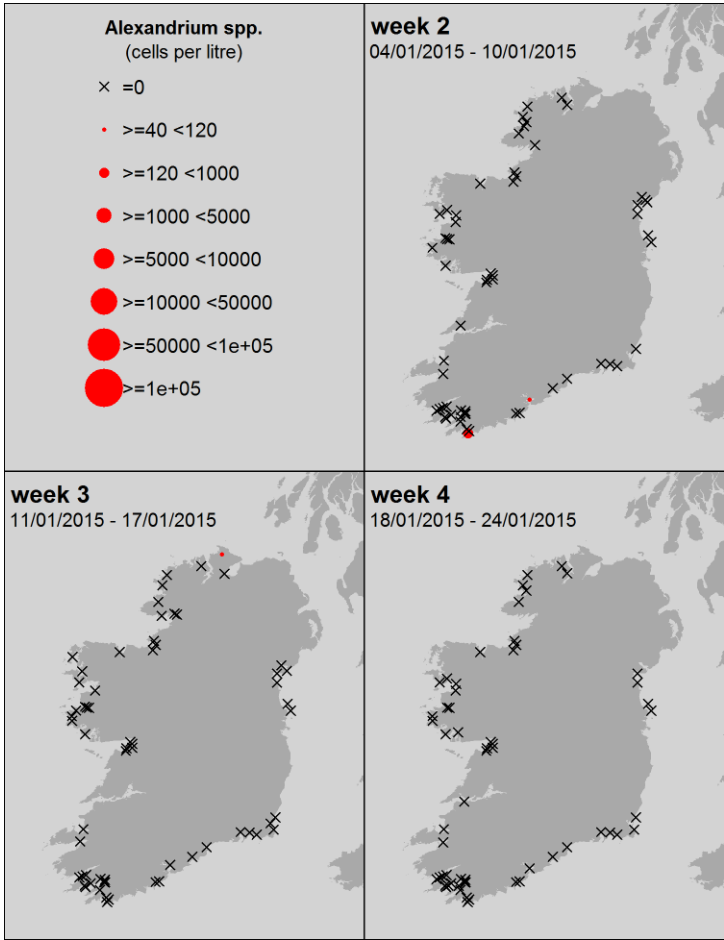 Alexandrium spp.
(cells per litre)
=0
>=40 <120
>=120 <1000
>=1000 <5000
>=5000 <10000
>=10000 <50000
>=50000 <1e+05
>=1e+05
week 2
04/01/2015 - 10/01/2015
week 3
11/01/2015 - 17/01/2015
week 4
18/01/2015 - 24/01/2015